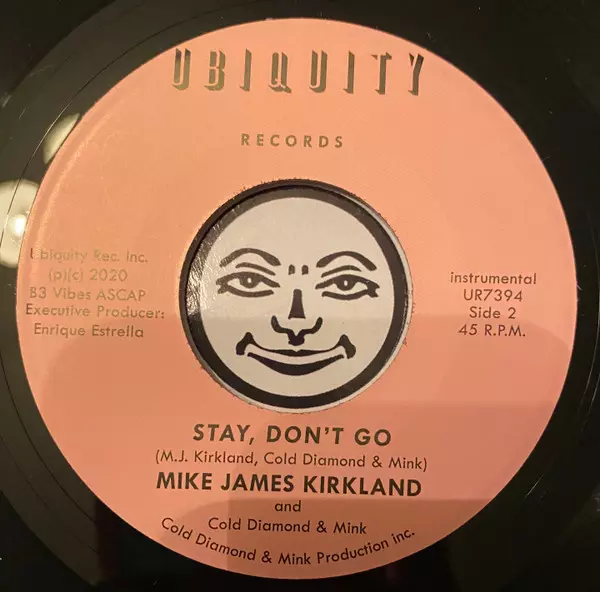 UBIQUITY
RECORDS
Ubiquity Rec. Inc.
(p)(c) 2020
B3 Vibes ASCAP
Executive Producer:
Enrique Estrella
instrumental
UR7394
Side 2
45 R.P.M.
STAY, DON'T GO
(M.J. Kirkland, Cold Diamond & Mink)
MIKE JAMES KIRKLAND
and
Cold Diamond & Mink
Cold Diamond & Mink Production inc.